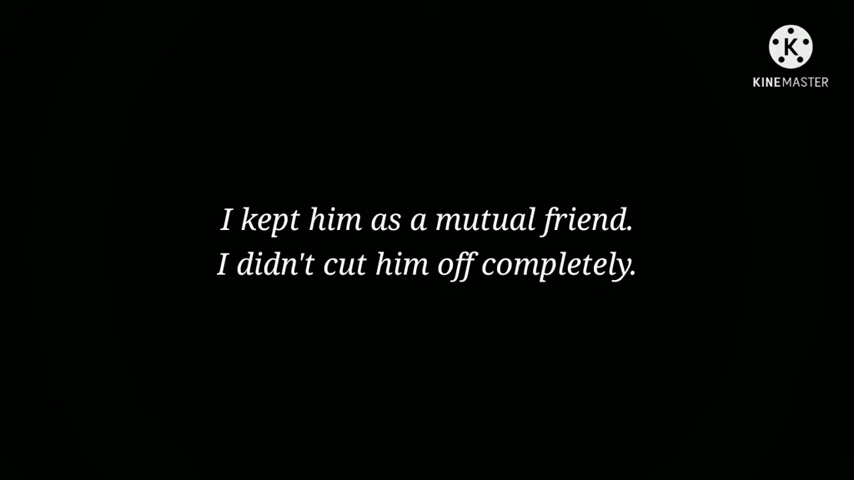 K
KINEMASTER
I kept him as a mutual friend.
I didn't cut him off completely.